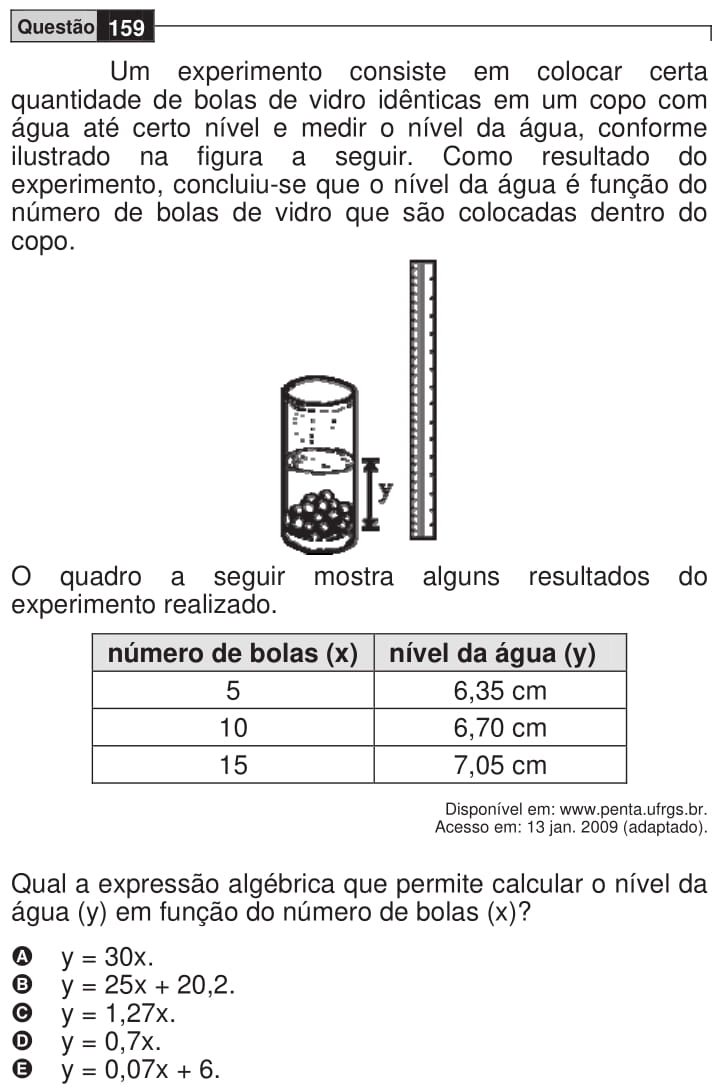 Questão 159
Um experimento consiste em colocar certa
quantidade de bolas de vidro idênticas em um copo com
água até certo nível e medir o nível da água, conforme
ilustrado na figura a seguir. Como resultado do
experimento, concluiu-se que o nível da água é função do
número de bolas de vidro que são colocadas dentro do
copo.
y
O quadro a seguir mostra alguns resultados do
experimento realizado.
número de bolas (x) nível da água (y)
5 6,35 cm
10 6,70 cm
15 7,05 cm
Disponível em: www.penta.ufrgs.br.
Acesso em: 13 jan. 2009 (adaptado).
Qual a expressão algébrica que permite calcular o nível da
água (y) em função do número de bolas (x)?
A y = 30x.
B y = 25x + 20,2.
C y = 1,27x.
D y = 0,7x.
E y = 0,07x + 6.